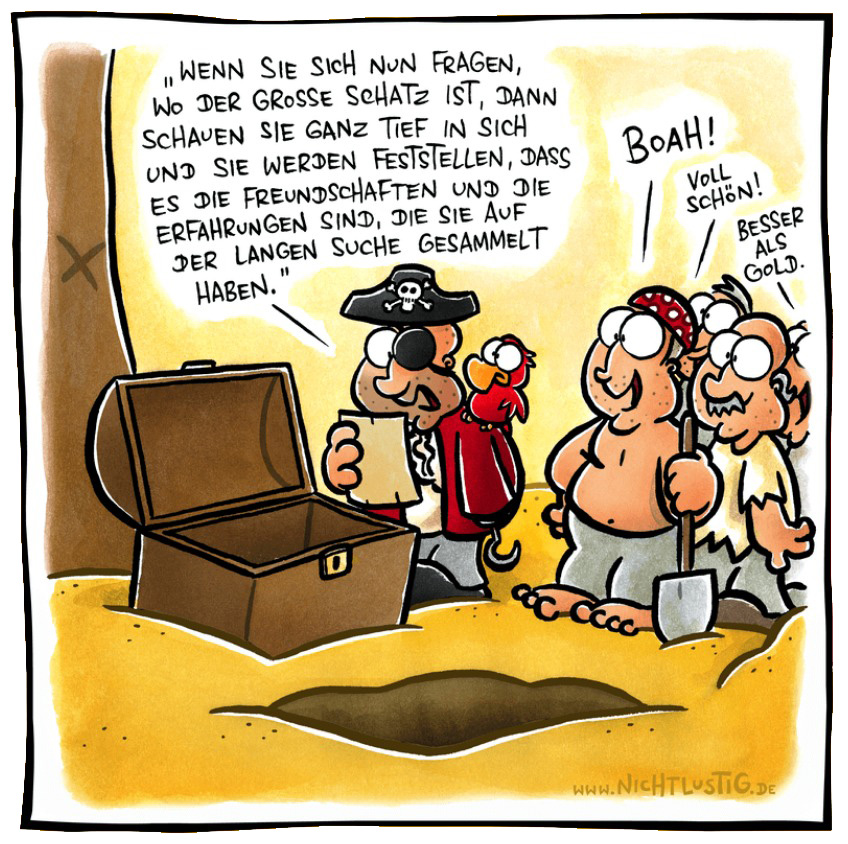 „WENN SIE SICH NUN FRAGEN,
WO DER GROSSE SCHATZ IST, DANN
SCHAUEN SIE GANZ TIEF IN SICH
UND SIE WERDEN FESTSTELLEN, DASS
ES DIE FREUNDSCHAFTEN UND DIE
ERFAHRUNGEN SIND, DIE SIE AUF
DER LANGEN SUCHE GESAMMELT
HABEN."
BOAH!
VOLL
SCHÖN!
BESSER
ALS
GOLD.
X
www.NICHTLUSTIG.DE